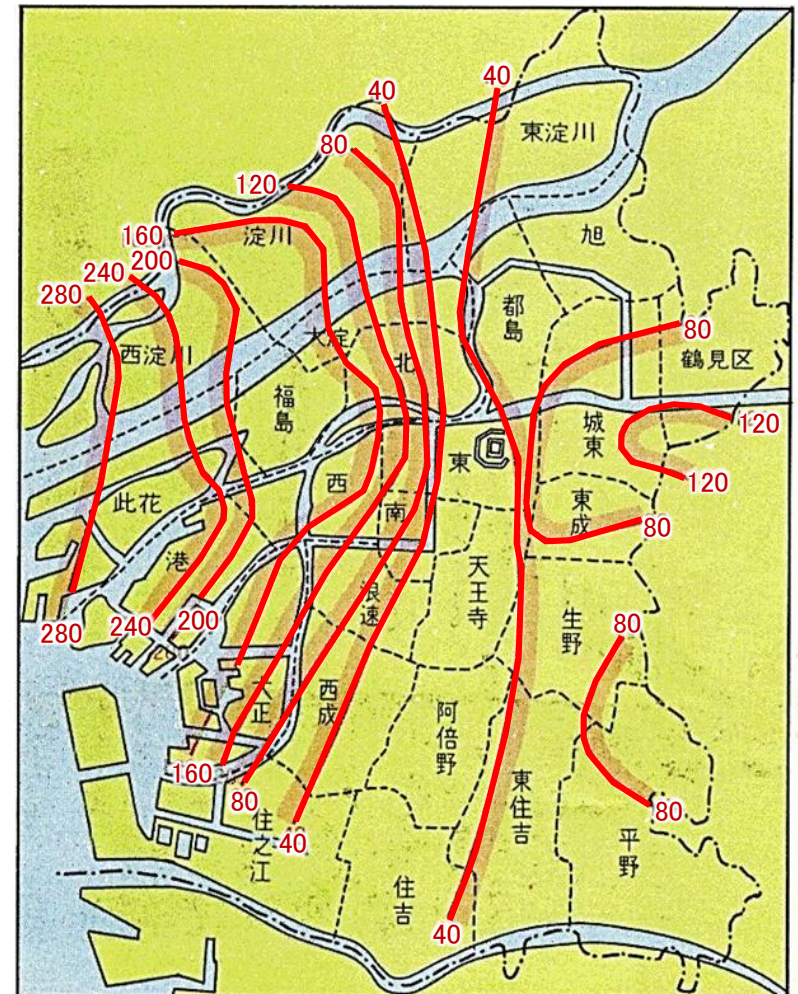 40
40
80
東淀川
120
160
淀川
旭
200
240
280
都島
大淀
80
西淀川
北
鶴見区
福島
城東
120
東
西
120
此花
南
東成
80
港
天王寺
浪速
生野
280
240
200
80
大正
西成
阿倍野
160
東住吉
80
80
住之江
40
平野
住吉
40